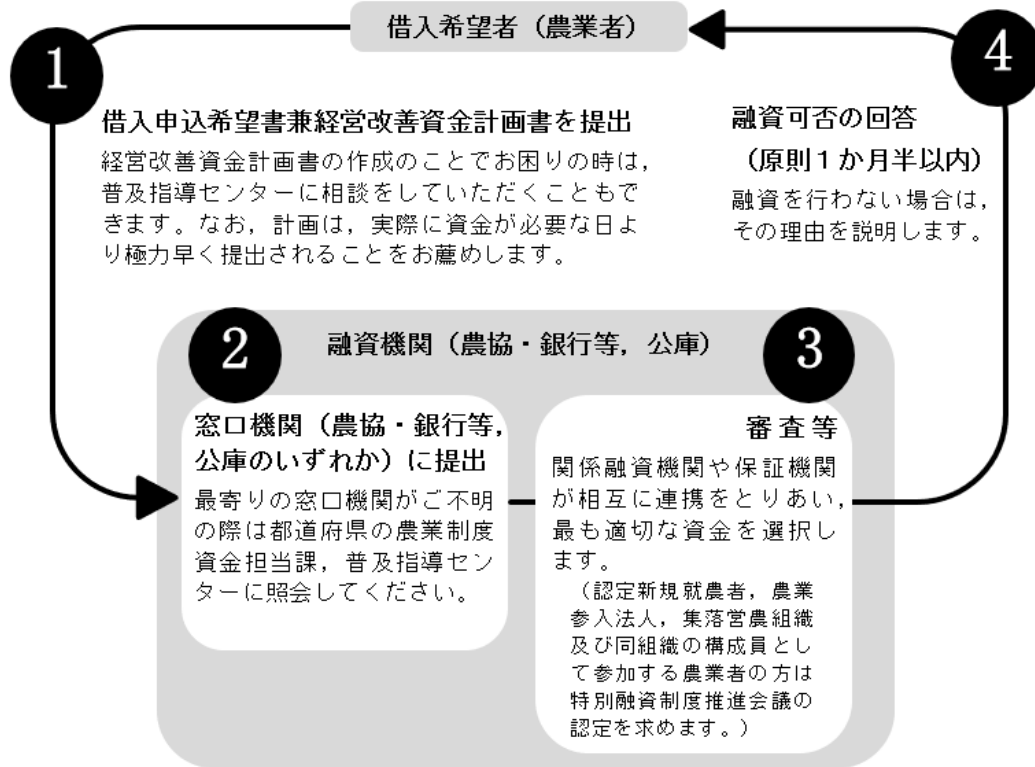 借入希望者（農業者）
1
借入申込希望書兼経営改善資金計画書を提出
経営改善資金計画書の作成のことでお困りの時は，
普及指導センターに相談をしていただくこともで
きます。なお，計画は，実際に資金が必要な日よ
り極力早く提出されることをお薦めします。
4
融資可否の回答
（原則１か月半以内）
融資を行わない場合は，
その理由を説明します。
融資機関（農協・銀行等，公庫）
2
窓口機関（農協・銀行等，
公庫のいずれか）に提出
最寄りの窓口機関がご不明
の際は都道府県の農業制度
資金担当課，普及指導セン
ターに照会してください。
3
審査等
関係融資機関や保証機関
が相互に連携をとりあい，
最も適切な資金を選択し
ます。
（認定新規就農者，農業
参入法人，集落営農組織
及び同組織の構成員とし
て参加する農業者の方は
特別融資制度推進会議の
認定を求めます。）